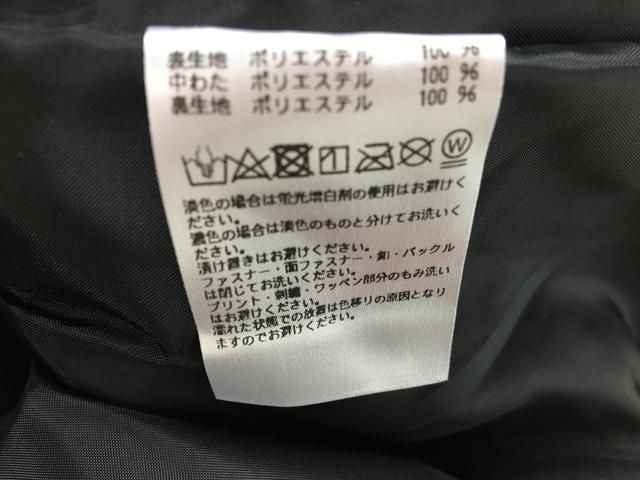 表生地 ポリエステル 100 %
中わた ポリエステル 100 %
裏生地 ポリエステル 100 %
W
淡色の場合は蛍光増白剤の使用はお避けく
ださい。
濃色の場合は淡色のものと分けてお洗いく
ださい。
漬け置きはお避けください。
ファスナー・面ファスナー・釦・バックル
は閉じてお洗いください。
プリント・刺繍・ワッペン部分のもみ洗い
はお避けください。
濡れた状態での放置は色移りの原因となり
ますのでお避けください。